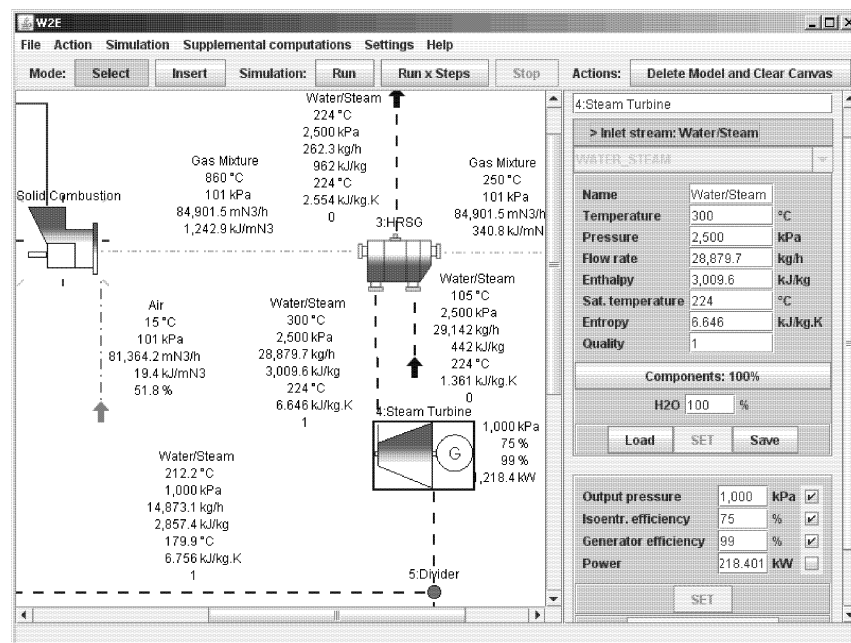 W2E
File Action Simulation Supplemental computations Settings Help
Mode: Select Insert Simulation: Run Run x Steps Stop Actions: Delete Model and Clear Canvas
Water/Steam
224 °C
2,500 kPa
262.3 kg/h
962 kJ/kg
224 °C
2.554 kJ/kg.K
0
Gas Mixture
860 °C
101 kPa
84,901.5 mN3/h
1,242.9 kJ/mN3
Gas Mixture
250 °C
101 kPa
84,901.5 mN3/h
340.8 kJ/mN
Solid Combustion
3:HRSG
Air
15 °C
101 kPa
81,364.2 mN3/h
19.4 kJ/mN3
51.8 %
Water/Steam
300 °C
2,500 kPa
28,879.7 kg/h
3,009.6 kJ/kg
224 °C
6.646 kJ/kg.K
1
Water/Steam
105 °C
2,500 kPa
29,142 kg/h
442 kJ/kg
224 °C
1.361 kJ/kg.K
0
4:Steam Turbine
G
1,000 kPa
75 %
99 %
1,218.4 kW
Water/Steam
212.2 °C
1,000 kPa
14,873.1 kg/h
2,857.4 kJ/kg
179.9 °C
6.756 kJ/kg.K
1
5:Divider
4:Steam Turbine
> Inlet stream: Water/Steam
WATER_STEAM
Name Water/Steam
Temperature 300 °C
Pressure 2,500 kPa
Flow rate 28,879.7 kg/h
Enthalpy 3,009.6 kJ/kg
Sat. temperature 224 °C
Entropy 6.646 kJ/kg.K
Quality 1
Components: 100%
H2O 100 %
Load SET Save
Output pressure 1,000 kPa
Isoentr. efficiency 75 %
Generator efficiency 99 %
Power 218.401 kW
SET